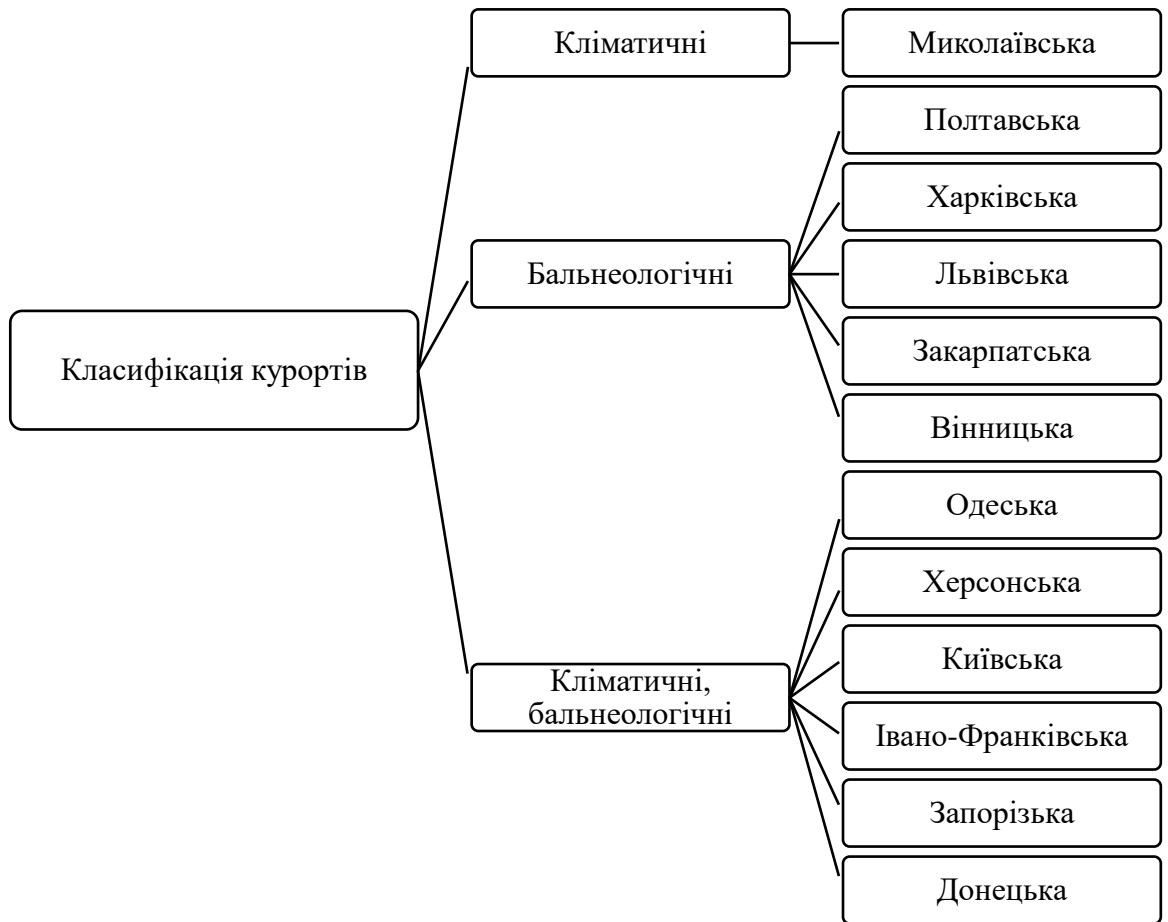 Класифікація курортів
Кліматичні
Миколаївська
Бальнеологічні
Полтавська
Харківська
Львівська
Закарпатська
Вінницька
Кліматичні,
бальнеологічні
Одеська
Херсонська
Київська
Івано-Франківська
Запорізька
Донецька